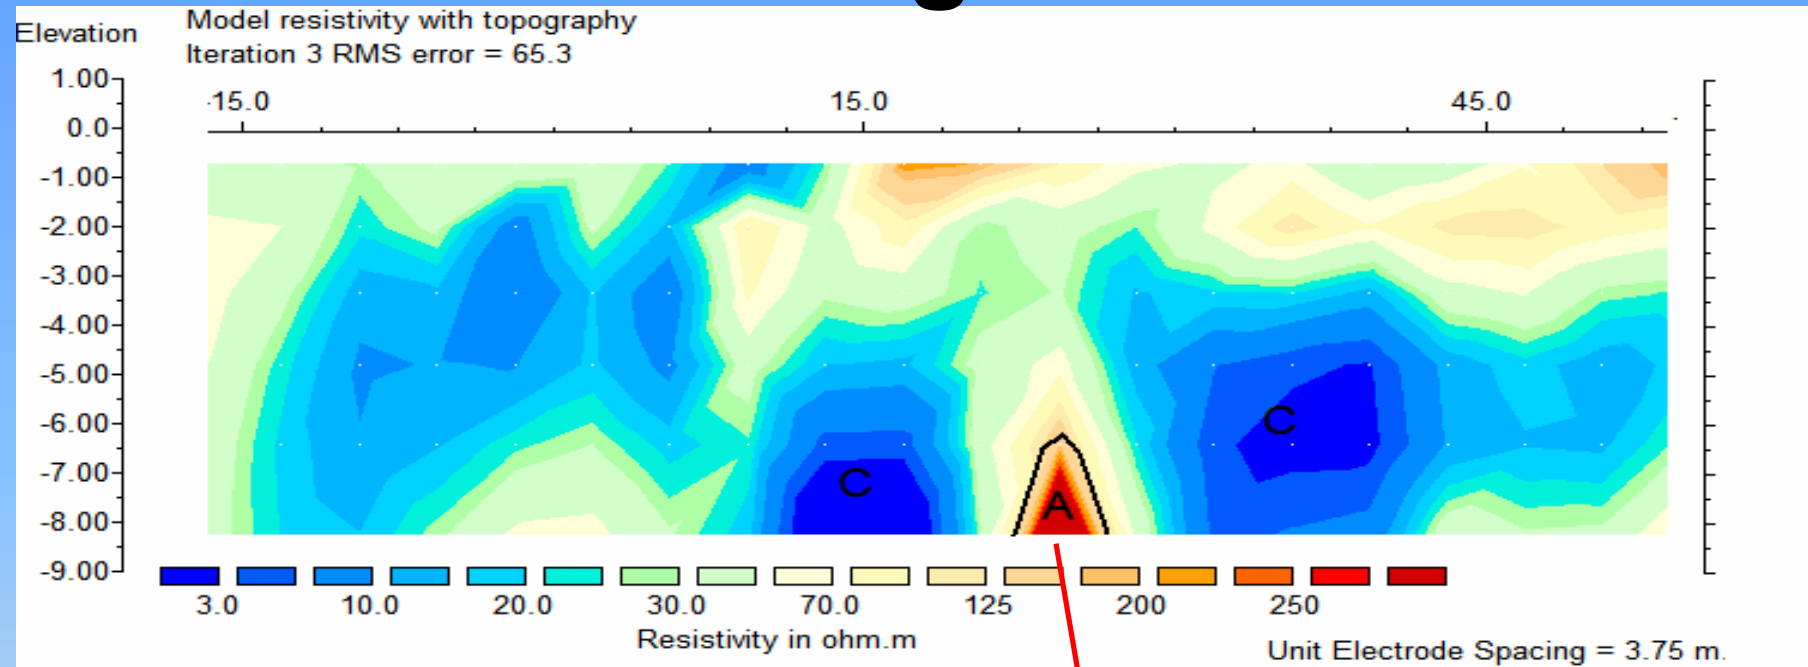 Elevation
Model resistivity with topography
Iteration 3 RMS error = 65.3
1.00
0.0
-1.00
-2.00
-3.00
-4.00
-5.00
-6.00
-7.00
-8.00
-9.00
-15.0 15.0 45.0
C
C
A
3.0 10.0 20.0 30.0 70.0 125 200 250
Resistivity in ohm.m
Unit Electrode Spacing = 3.75 m.